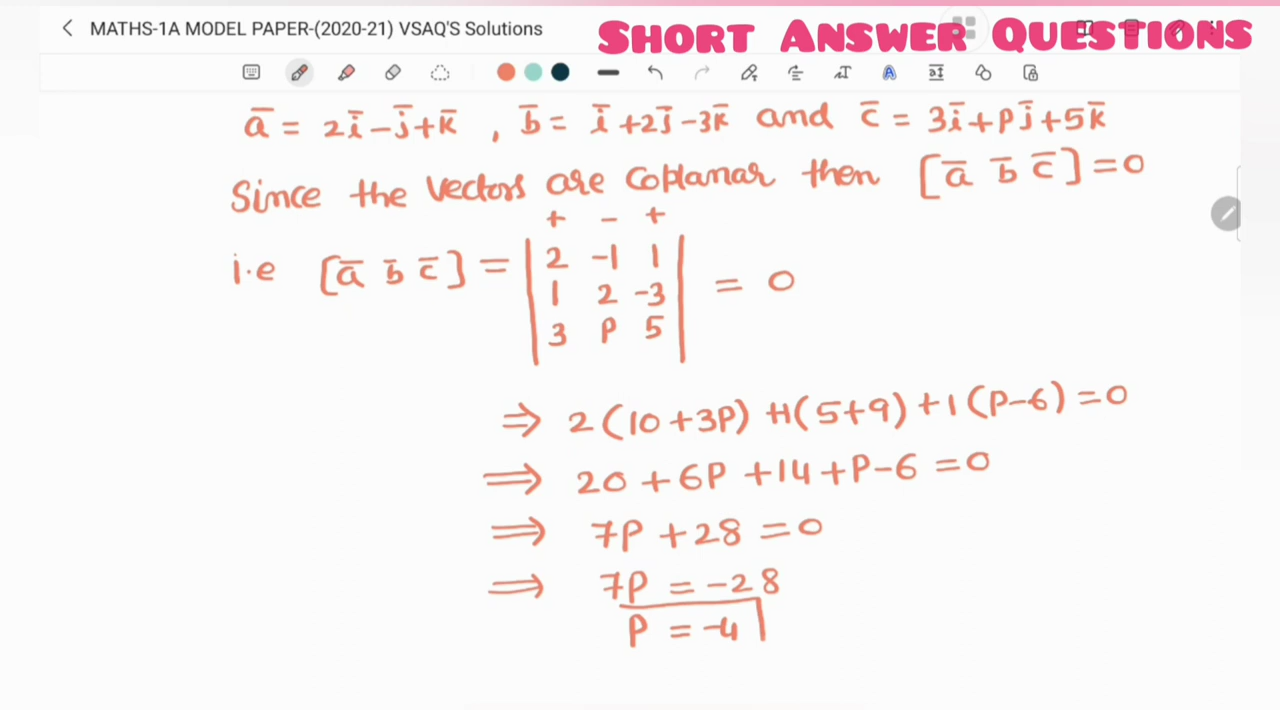 MATHS-1A MODEL PAPER-(2020-21) VSAQ'S Solutions
SHORT ANSWER QUESTIONS
a̅ = 2i̅ - j̅ + k̅ , b̅ = i̅ + 2j̅ - 3k̅ and c̅ = 3i̅ + pj̅ + 5k̅
Since the vectors are Coplanar then [a̅ b̅ c̅] = 0
+ - +
i.e [a̅ b̅ c̅] = | 2 -1 1 |
| 1 2 -3 | = 0
| 3 P 5 |
⇒ 2(10+3P) +1(5+9) +1(P-6) = 0
⇒ 20 + 6P + 14 + P - 6 = 0
⇒ 7P + 28 = 0
⇒ 7P = -28
P = -4